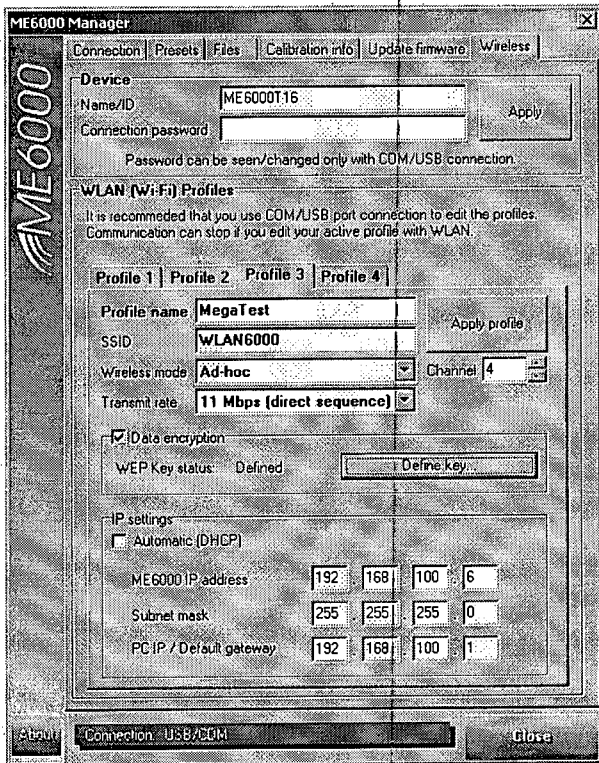 ME6000 Manager
Connection Presets Files Calibration info Update firmware Wireless
ME6000
Device
Name/ID ME6000T16 Apply
Connection password
Password can be seen/changed only with COM/USB connection.
WLAN (Wi-Fi) Profiles
It is recommeded that you use COM/USB port connection to edit the profiles.
Communication can stop if you edit your active profile with WLAN.
Profile 1 Profile 2 Profile 3 Profile 4
Profile name MegaTest Apply profile
SSID WLAN6000
Wireless mode Ad-hoc Channel 4
Transmit rate 11 Mbps (direct sequence)
Data encryption
WEP Key status: Defined Define key...
IP settings
Automatic (DHCP)
ME6000 IP address 192 . 168 . 100 . 6
Subnet mask 255 . 255 . 255 . 0
PC IP / Default gateway 192 . 168 . 100 . 1
About Connection: USB/COM Close